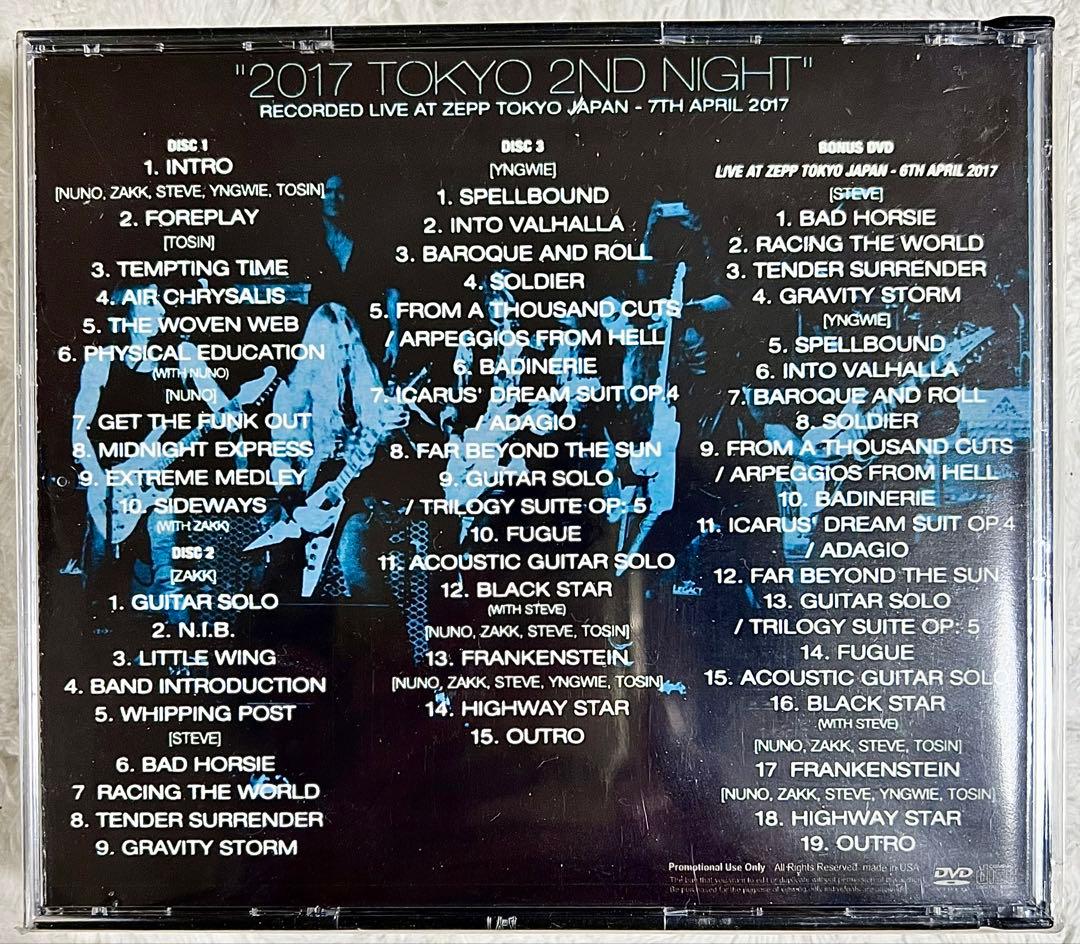 "2017 TOKYO 2ND NIGHT"
RECORDED LIVE AT ZEPP TOKYO JAPAN - 7TH APRIL 2017
DISC 1
1. INTRO
[NUNO, ZAKK, STEVE, YNGWIE, TOSIN]
2. FOREPLAY
[TOSIN]
3. TEMPTING TIME
4. AIR CHRYSALIS
5. THE WOVEN WEB
6. PHYSICAL EDUCATION
(WITH NUNO)
[NUNO]
7. GET THE FUNK OUT
8. MIDNIGHT EXPRESS
9. EXTREME MEDLEY
10. SIDEWAYS
(WITH ZAKK)
DISC 2
[ZAKK]
1. GUITAR SOLO
2. N.I.B.
3. LITTLE WING
4. BAND INTRODUCTION
5. WHIPPING POST
[STEVE]
6. BAD HORSIE
7 RACING THE WORLD
8. TENDER SURRENDER
9. GRAVITY STORM
DISC 3
[YNGWIE]
1. SPELLBOUND
2. INTO VALHALLA
3. BAROQUE AND ROLL
4. SOLDIER
5. FROM A THOUSAND CUTS
/ ARPEGGIOS FROM HELL
6. BADINERIE
7. ICARUS' DREAM SUIT OP.4
/ ADAGIO
8. FAR BEYOND THE SUN
9. GUITAR SOLO
/ TRILOGY SUITE OP: 5
10. FUGUE
11. ACOUSTIC GUITAR SOLO
12. BLACK STAR
(WITH STEVE)
[NUNO, ZAKK, STEVE, TOSIN]
13. FRANKENSTEIN
[NUNO, ZAKK, STEVE, YNGWIE, TOSIN]
14. HIGHWAY STAR
15. OUTRO
LEGACY
BONUS DVD
LIVE AT ZEPP TOKYO JAPAN - 6TH APRIL 2017
[STEVE]
1. BAD HORSIE
2. RACING THE WORLD
3. TENDER SURRENDER
4. GRAVITY STORM
[YNGWIE]
5. SPELLBOUND
6. INTO VALHALLA
7. BAROQUE AND ROLL
8. SOLDIER
9. FROM A THOUSAND CUTS
/ ARPEGGIOS FROM HELL
10. BADINERIE
11. ICARUS' DREAM SUIT OP.4
/ ADAGIO
12. FAR BEYOND THE SUN
13. GUITAR SOLO
/ TRILOGY SUITE OP: 5
14. FUGUE
15. ACOUSTIC GUITAR SOLO
16. BLACK STAR
(WITH STEVE)
[NUNO, ZAKK, STEVE, TOSIN]
17 FRANKENSTEIN
[NUNO, ZAKK, STEVE, YNGWIE, TOSIN]
18. HIGHWAY STAR
19. OUTRO
Promotional Use Only All Rights Reserved. made in USA
DVD
VIDEO